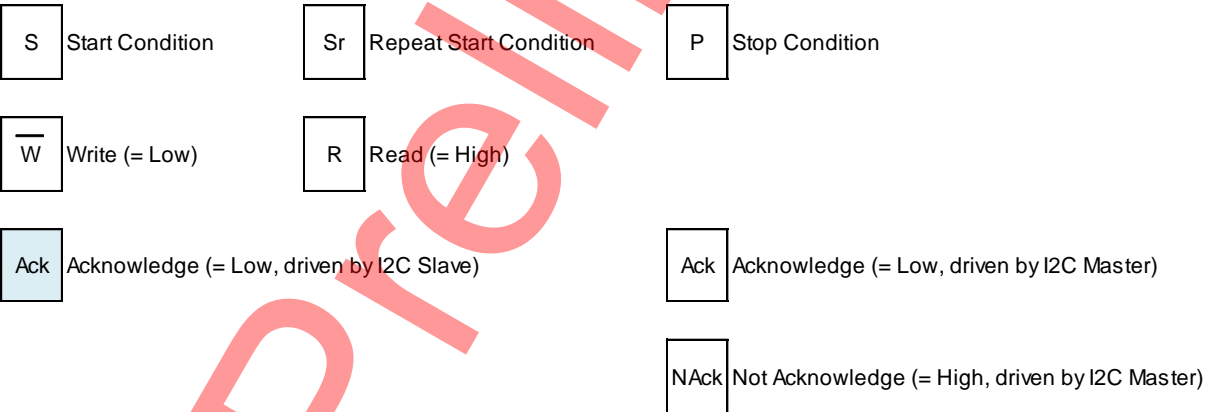 S Start Condition Sr Repeat Start Condition P Stop Condition
W Write (= Low) R Read (= High)
Ack Acknowledge (= Low, driven by I2C Slave) Ack Acknowledge (= Low, driven by I2C Master)
NAck Not Acknowledge (= High, driven by I2C Master)
Preli